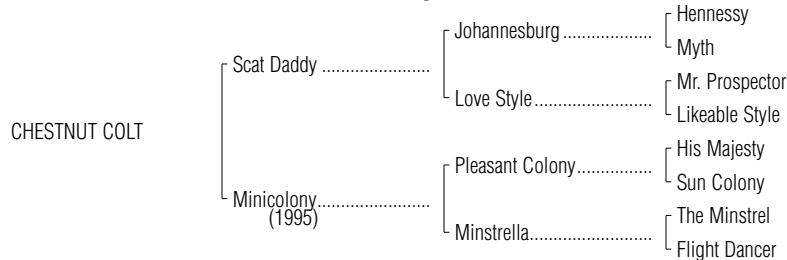 Hennessy
Johannesburg ....................
Myth
Scat Daddy ........................
Mr. Prospector
Love Style..........................
Likeable Style
CHESTNUT COLT
His Majesty
Pleasant Colony.................
Sun Colony
Minicolony.........................
(1995)
The Minstrel
Minstrella...........................
Flight Dancer